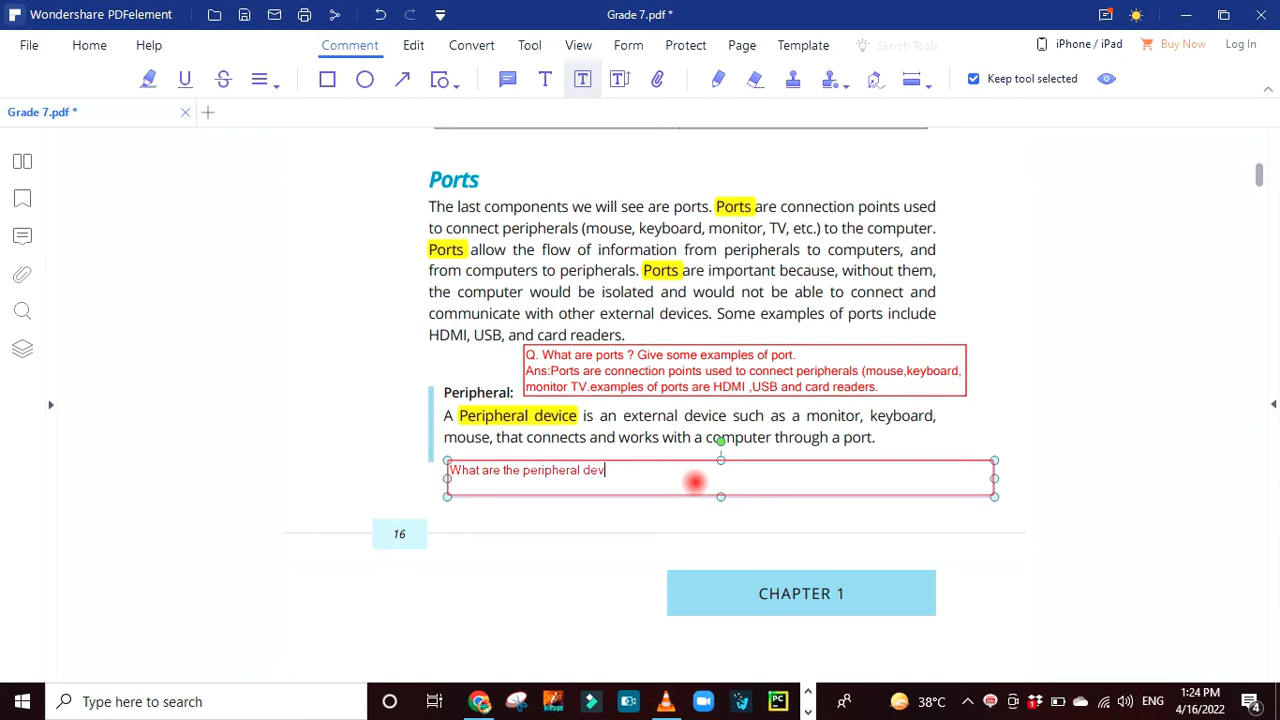 Wondershare PDFelement
Grade 7.pdf *
File Home Help Comment Edit Convert Tool View Form Protect Page Template Search Tools iPhone / iPad Buy Now Log In
Keep tool selected
Grade 7.pdf *
Ports
The last components we will see are ports. Ports are connection points used
to connect peripherals (mouse, keyboard, monitor, TV, etc.) to the computer.
Ports allow the flow of information from peripherals to computers, and
from computers to peripherals. Ports are important because, without them,
the computer would be isolated and would not be able to connect and
communicate with other external devices. Some examples of ports include
HDMI, USB, and card readers.
Q. What are ports ? Give some examples of port.
Ans:Ports are connection points used to connect peripherals (mouse,keyboard,
monitor TV.examples of ports are HDMI ,USB and card readers.
Peripheral:
A Peripheral device is an external device such as a monitor, keyboard,
mouse, that connects and works with a computer through a port.
What are the peripheral dev
16
CHAPTER 1
Type here to search
38°C
ENG
1:24 PM
4/16/2022
4